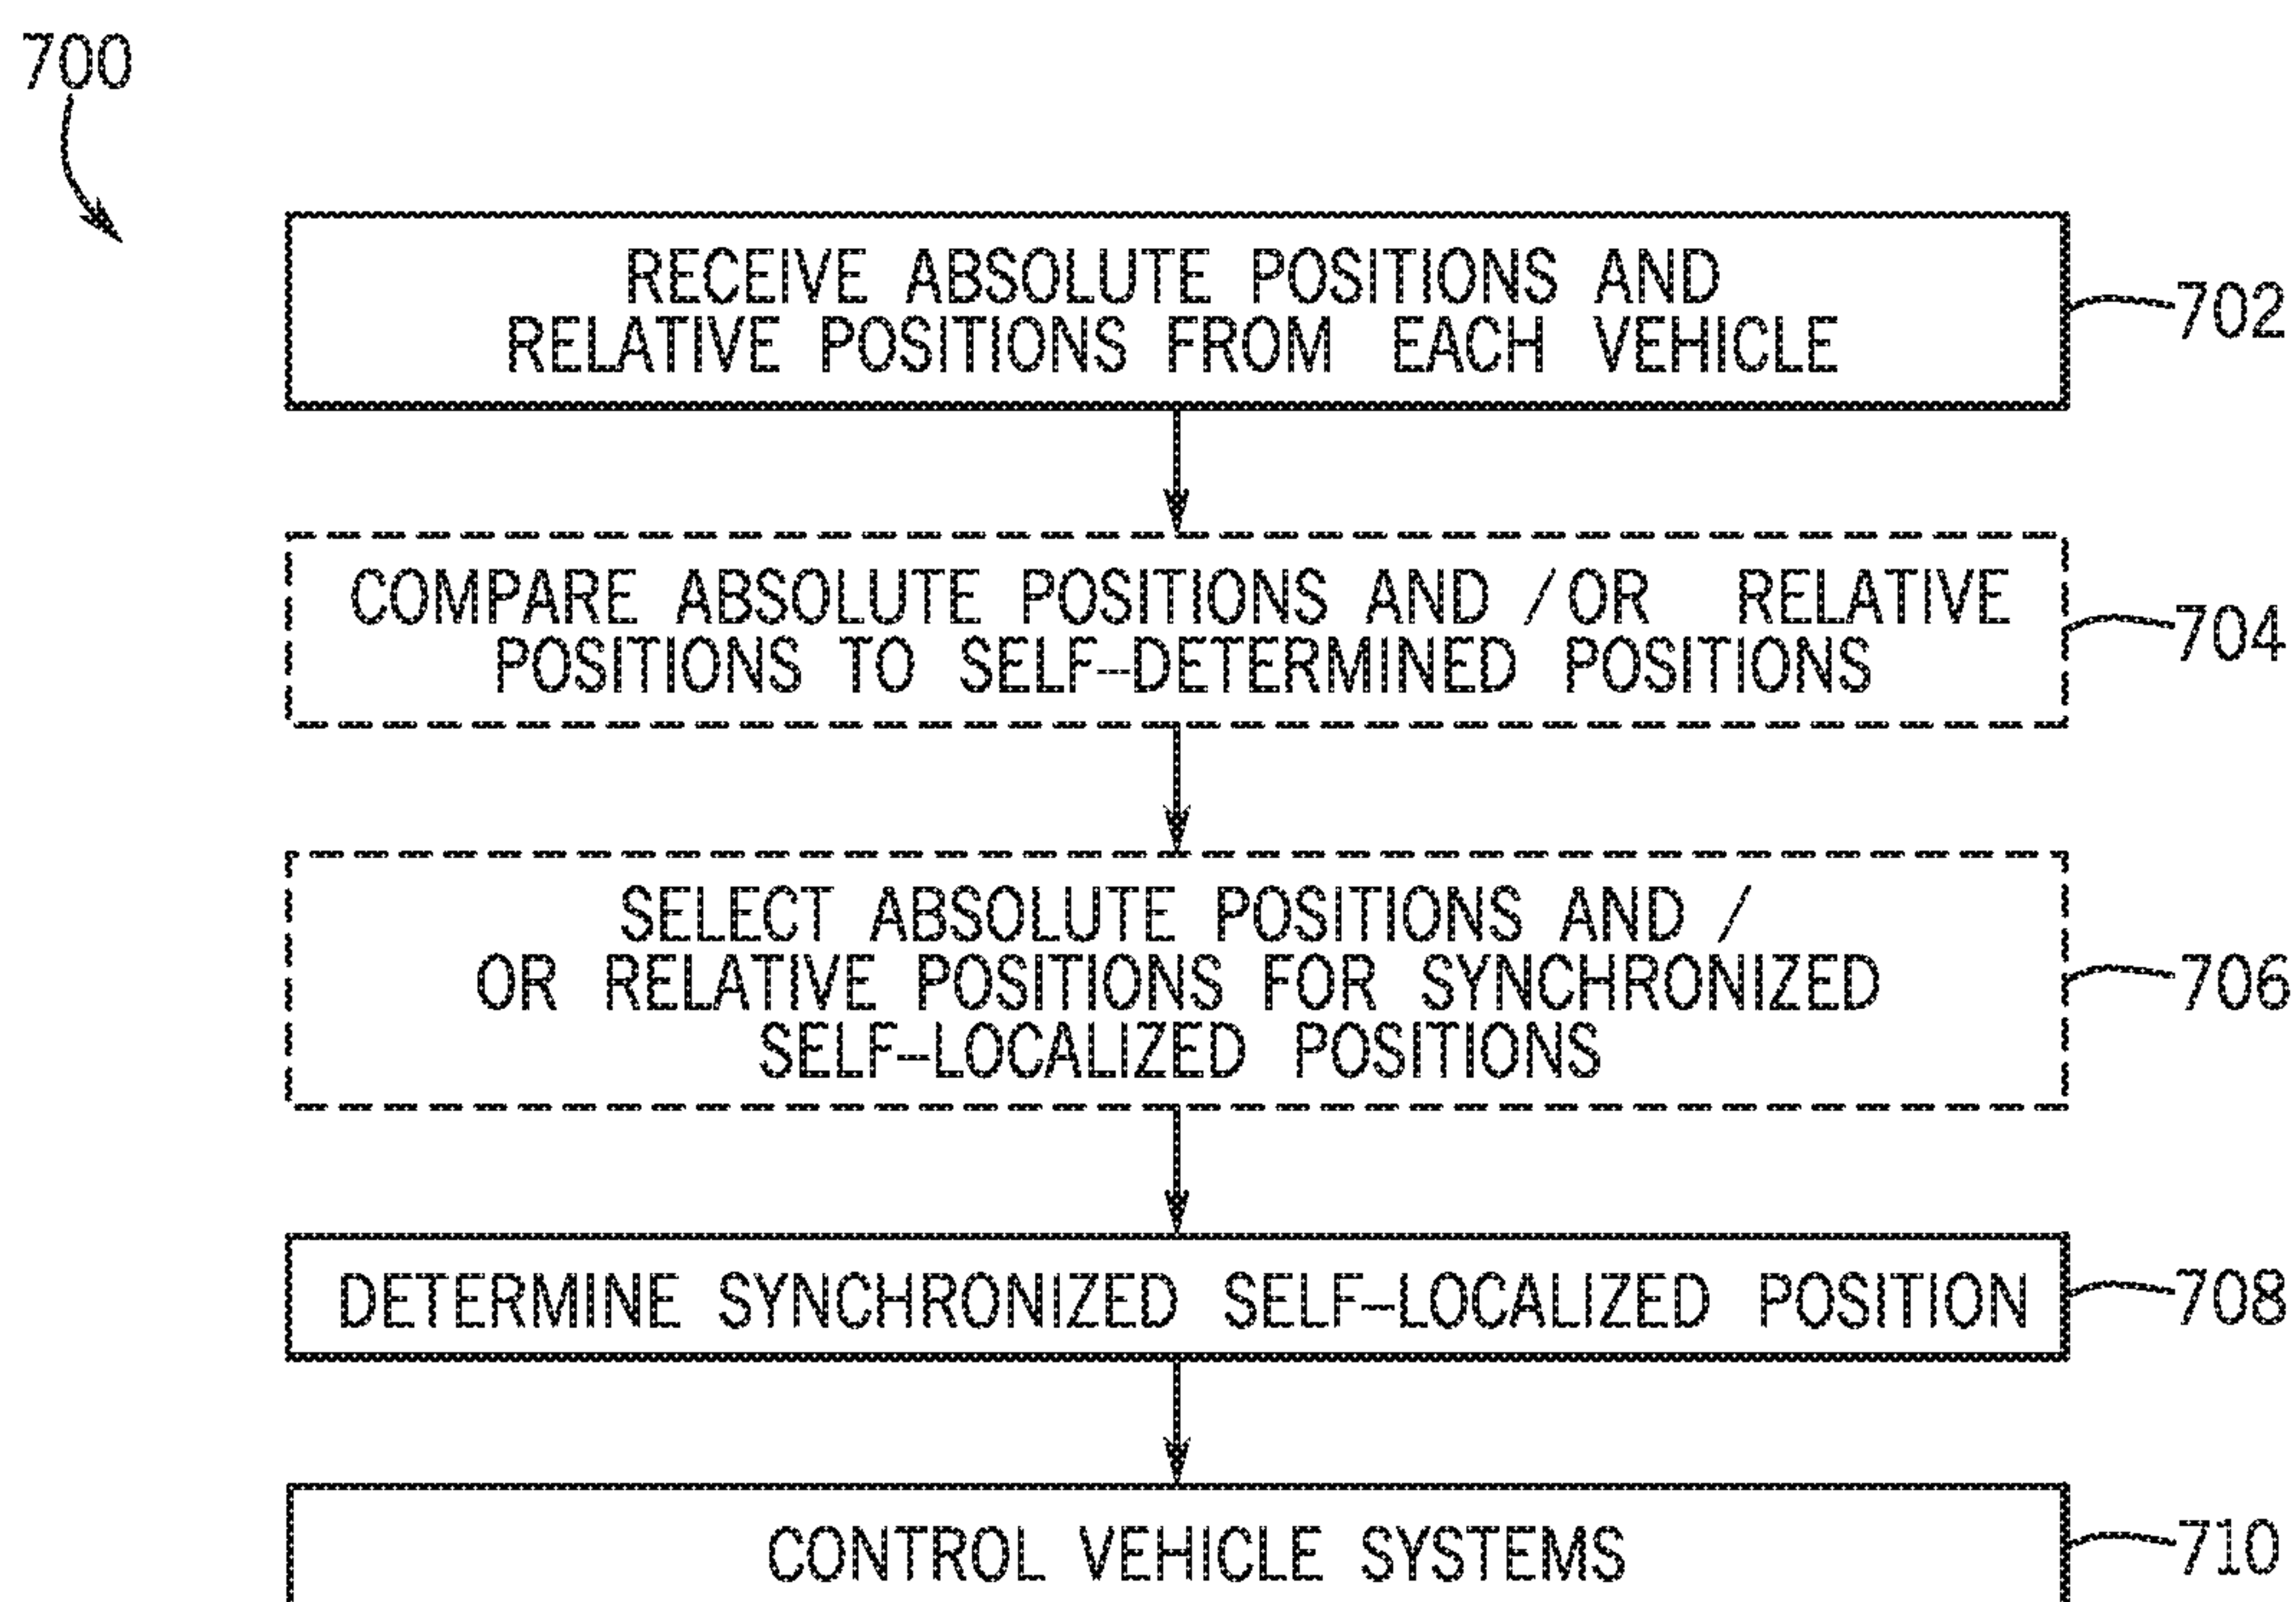 700
RECEIVE ABSOLUTE POSITIONS AND
RELATIVE POSITIONS FROM EACH VEHICLE
702
COMPARE ABSOLUTE POSITIONS AND /OR RELATIVE
POSITIONS TO SELF-DETERMINED POSITIONS
704
SELECT ABSOLUTE POSITIONS AND /
OR RELATIVE POSITIONS FOR SYNCHRONIZED
SELF-LOCALIZED POSITIONS
706
DETERMINE SYNCHRONIZED SELF-LOCALIZED POSITION
708
CONTROL VEHICLE SYSTEMS
710